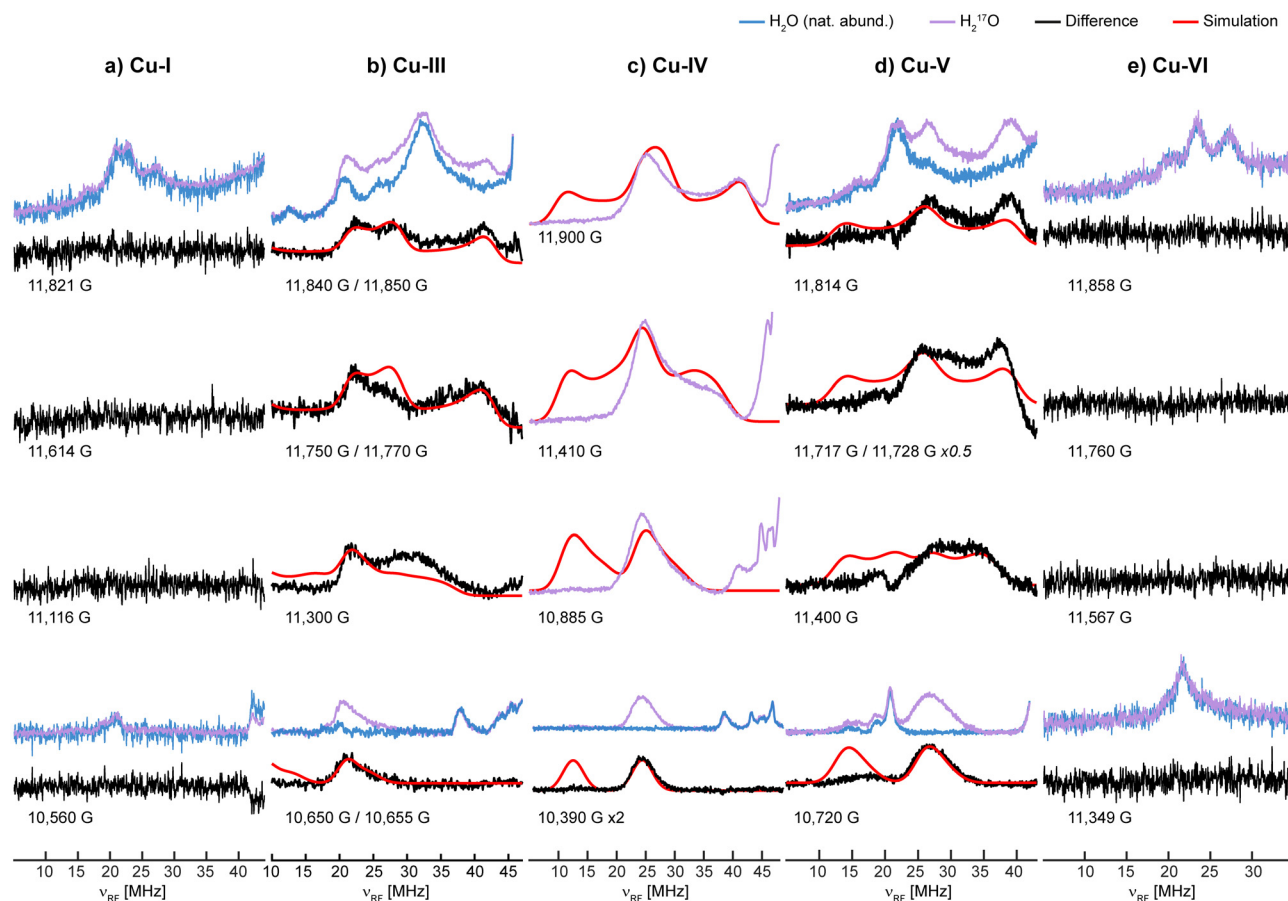 H₂O (nat. abund.) H₂¹⁷O Difference Simulation
a) Cu-I b) Cu-III c) Cu-IV d) Cu-V e) Cu-VI
11,821 G 11,840 G / 11,850 G 11,900 G 11,814 G 11,858 G
11,614 G 11,750 G / 11,770 G 11,410 G 11,717 G / 11,728 G x0.5 11,760 G
11,116 G 11,300 G 10,885 G 11,400 G 11,567 G
10,560 G 10,650 G / 10,655 G 10,390 G x2 10,720 G 11,349 G
10 15 20 25 30 35 40 10 15 20 25 30 35 40 45 10 15 20 25 30 35 40 45 10 15 20 25 30 35 40 10 15 20 25 30
νRF [MHz] νRF [MHz] νRF [MHz] νRF [MHz] νRF [MHz]